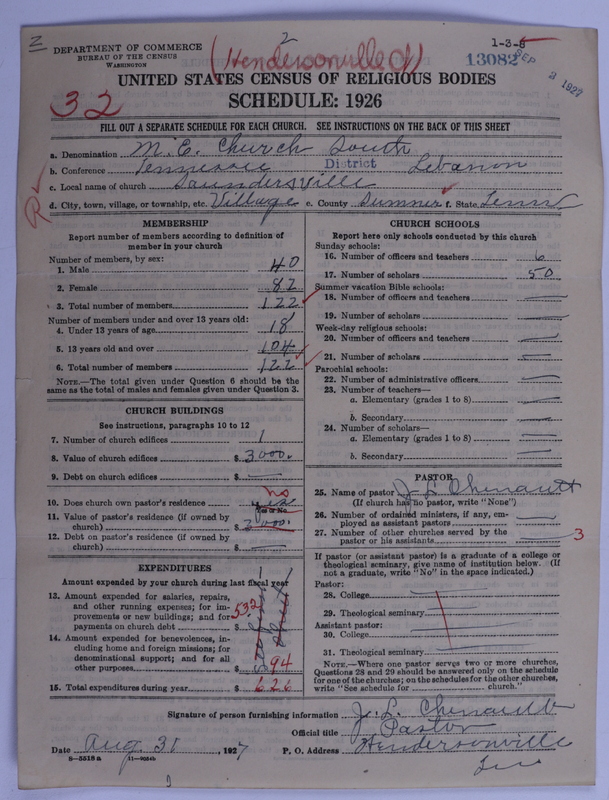 2
DEPARTMENT OF COMMERCE
BUREAU OF THE CENSUS
WASHINGTON
(Hendersonville)
2
1-3-5
13082
SEP 3 1927
UNITED STATES CENSUS OF RELIGIOUS BODIES
SCHEDULE: 1926
32
FILL OUT A SEPARATE SCHEDULE FOR EACH CHURCH. SEE INSTRUCTIONS ON THE BACK OF THIS SHEET
a. Denomination M. E. Church South
b. Conference Tennessee District Lebanon
c. Local name of church Saundersville
d. City, town, village, or township, etc. Village e. County Sumner f. State Tenn
R
MEMBERSHIP
Report number of members according to definition of
member in your church
Number of members, by sex:
1. Male 40
2. Female 82
3. Total number of members 122
Number of members under and over 13 years old:
4. Under 13 years of age 18
5. 13 years old and over 104
6. Total number of members 122
NOTE.—The total given under Question 6 should be the
same as the total of males and females given under Question 3.
CHURCH BUILDINGS
See instructions, paragraphs 10 to 12
7. Number of church edifices 1
8. Value of church edifices $ 3000.
9. Debt on church edifices $
10. Does church own pastor's residence no
Yes or No
11. Value of pastor's residence (if owned by
church) $ 3000.
12. Debt on pastor's residence (if owned by
church) $
EXPENDITURES
Amount expended by your church during last fiscal year
13. Amount expended for salaries, repairs,
and other running expenses; for im-
provements or new buildings; and for
payments on church debt $ 532
14. Amount expended for benevolences, in-
cluding home and foreign missions; for
denominational support; and for all
other purposes $ 94
15. Total expenditures during year $ 626
CHURCH SCHOOLS
Report here only schools conducted by this church
Sunday schools:
16. Number of officers and teachers 6
17. Number of scholars 50
Summer vacation Bible schools:
18. Number of officers and teachers
19. Number of scholars
Week-day religious schools:
20. Number of officers and teachers
21. Number of scholars
Parochial schools:
22. Number of administrative officers
23. Number of teachers—
a. Elementary (grades 1 to 8)
b. Secondary
24. Number of scholars—
a. Elementary (grades 1 to 8)
b. Secondary
PASTOR
25. Name of pastor J. L. Chenault
(If church has no pastor, write "None")
26. Number of ordained ministers, if any, em-
ployed as assistant pastors
27. Number of other churches served by the
pastor or his assistants 3
If pastor (or assistant pastor) is a graduate of a college or
theological seminary, give name of institution below. (If
not a graduate, write "No" in the space indicated.)
Pastor:
28. College
29. Theological seminary
Assistant pastor:
30. College
31. Theological seminary
NOTE.—Where one pastor serves two or more churches,
Questions 28 and 29 should be answered only on the schedule
for one of the churches; on the schedules for the other churches,
write "See schedule for church."
Signature of person furnishing information J. L. Chenault
Official title Pastor
Date Aug 31, 1927 P. O. Address Hendersonville
Tenn
8—5518 a